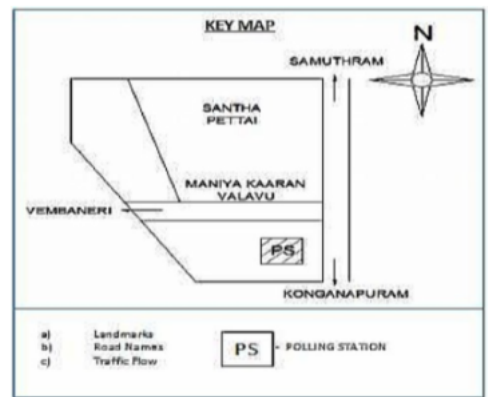 KEY MAP
N
SAMUTHRAM
SANTHA
PETTAI
MANIYA KAARAN
VALAVU
VEMBANERI
PS
KONGANAPURAM
a) Landmarks
b) Road Names
c) Traffic Flow
PS - POLLING STATION